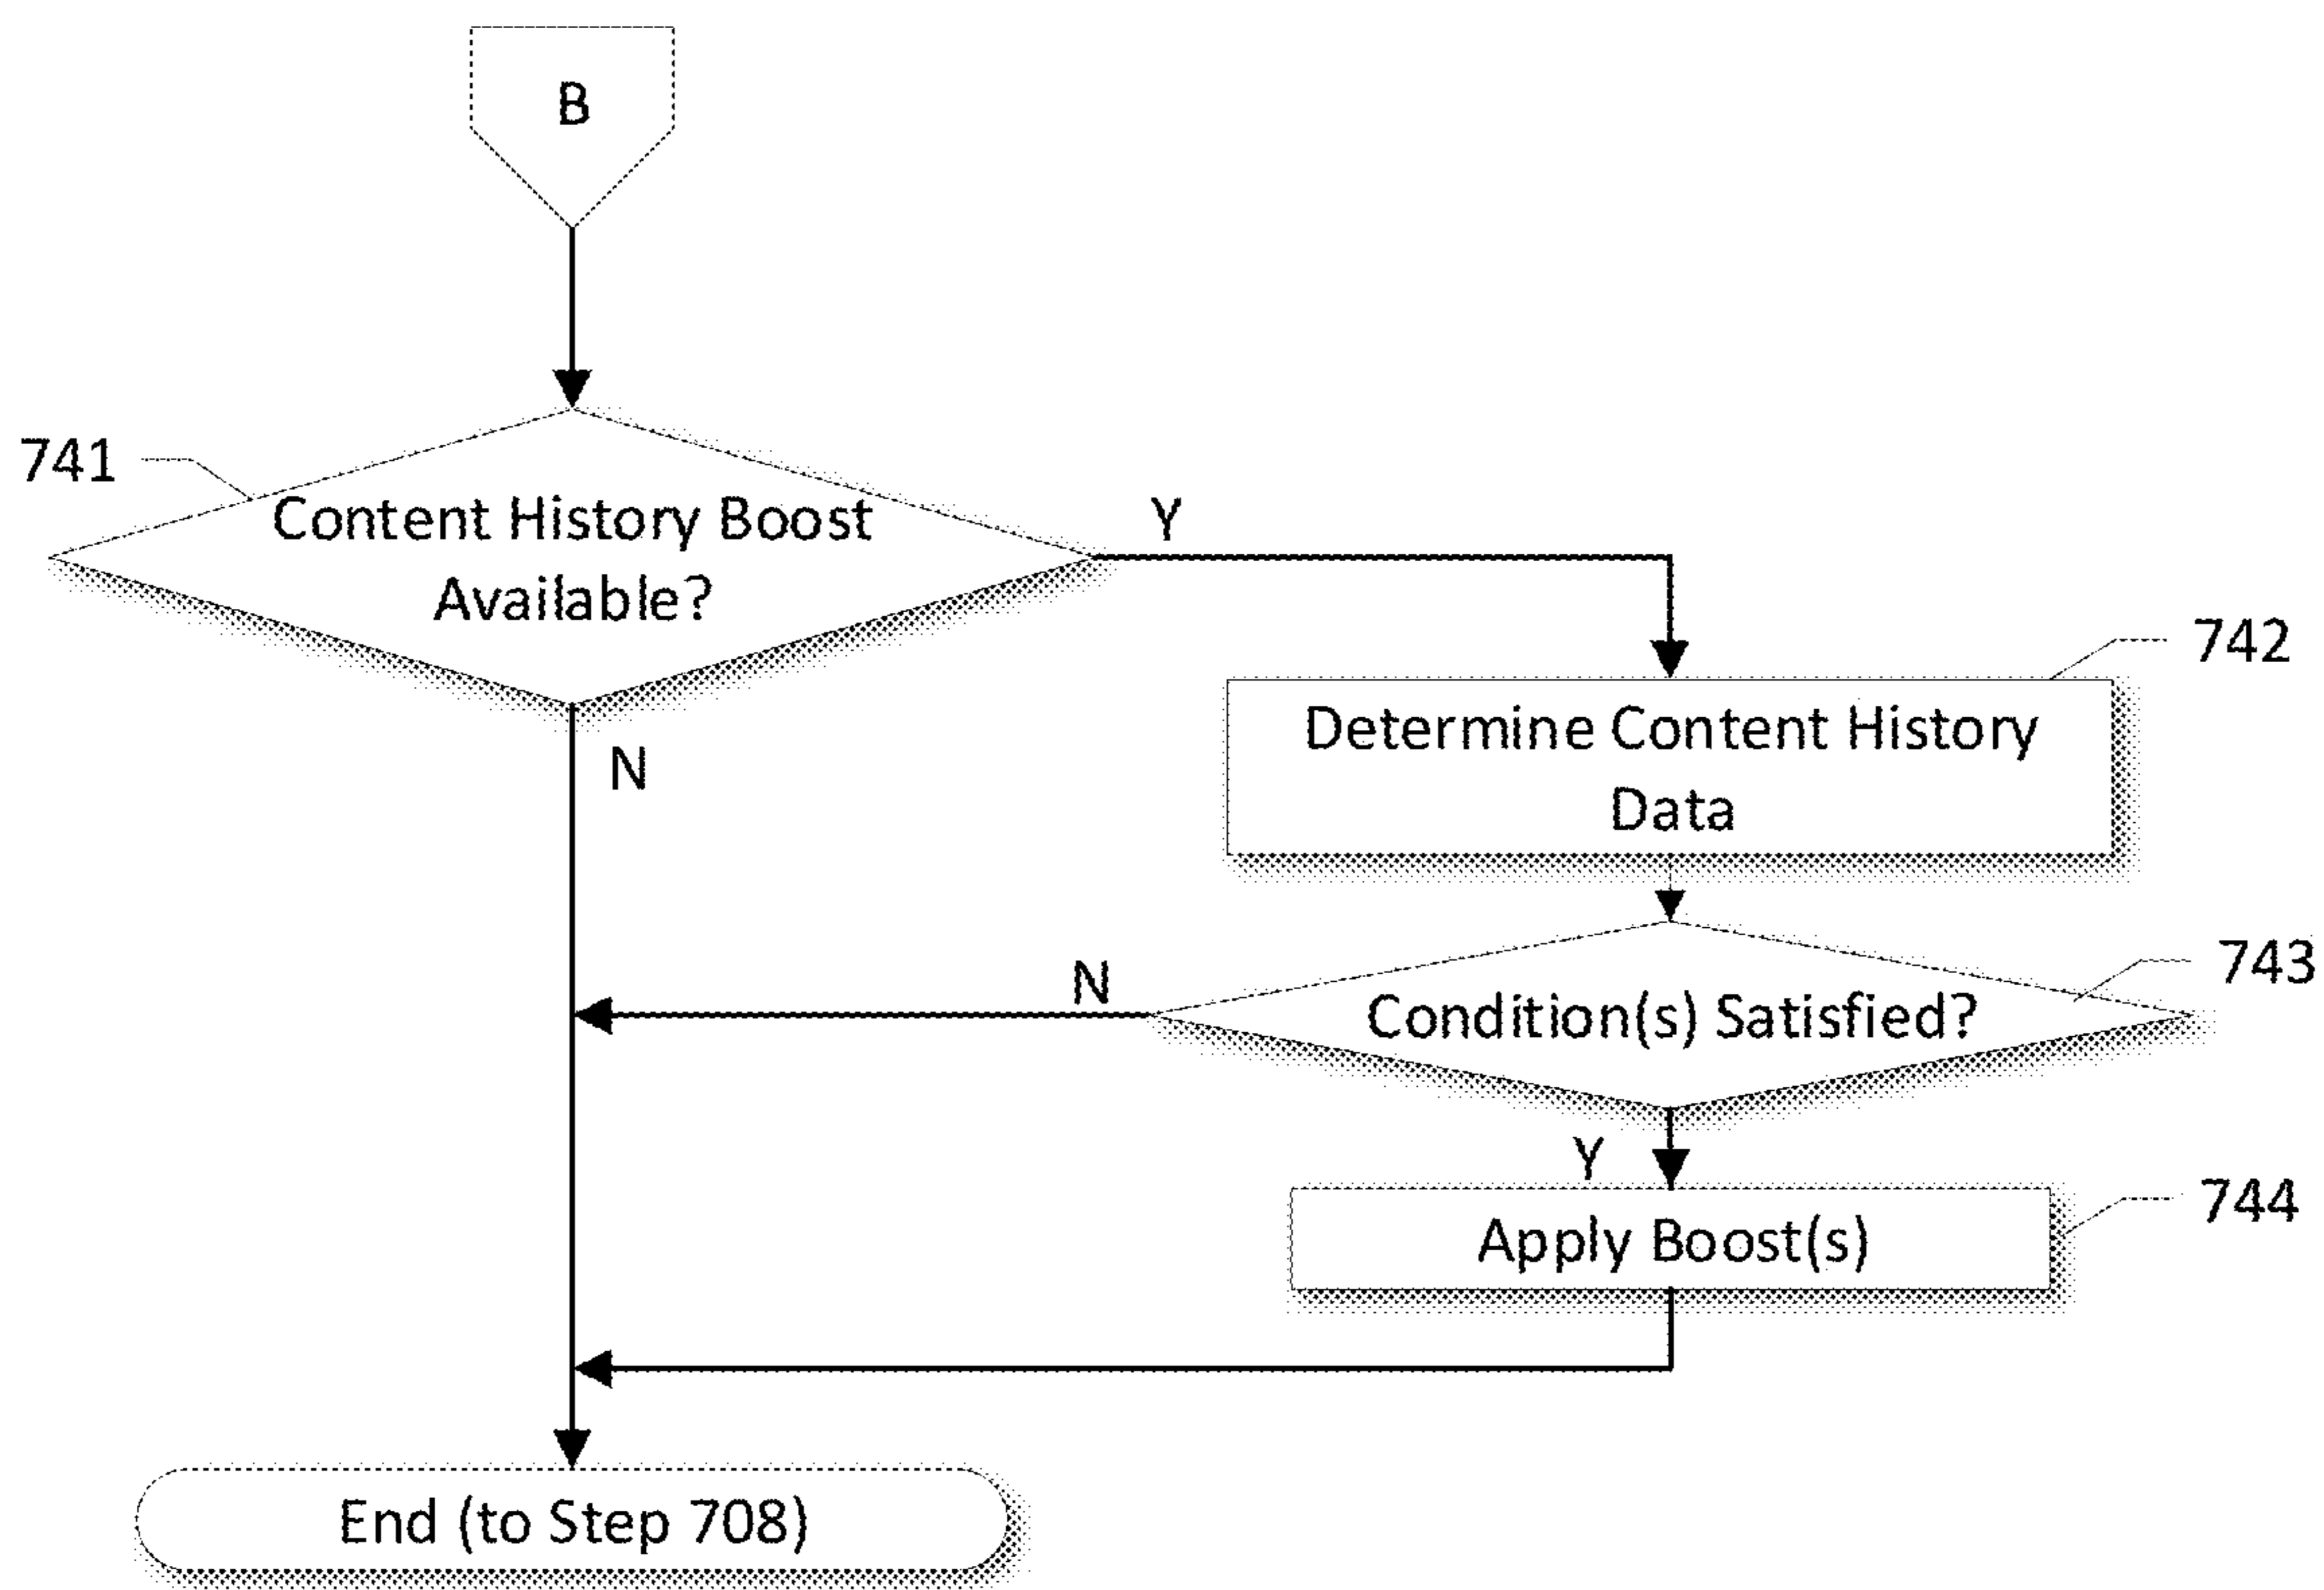 B
741
Content History Boost
Available?
Y
N
742
Determine Content History
Data
743
Condition(s) Satisfied?
N
Y
744
Apply Boost(s)
End (to Step 708)